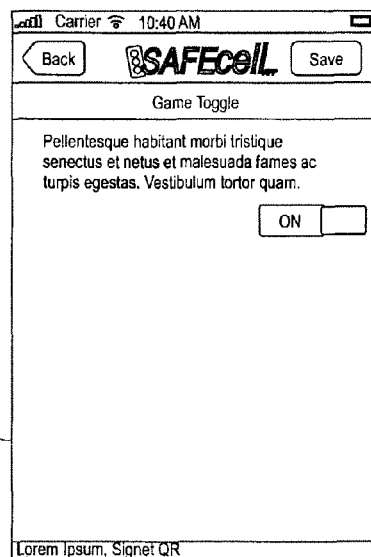 Carrier 10:40 AM
Back SAFEcell Save
Game Toggle
Pellentesque habitant morbi tristique
senectus et netus et malesuada fames ac
turpis egestas. Vestibulum tortor quam.
ON
Lorem Ipsum, Signet QR